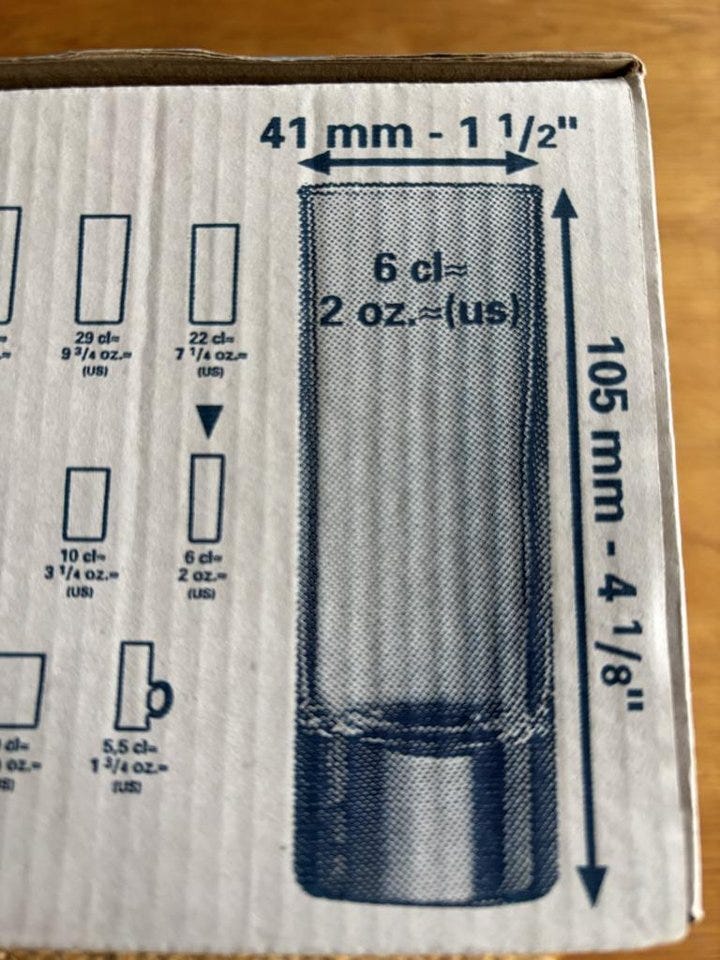 41 mm - 1 1/2"
6 cl≈
2 oz.≈(us)
105 mm - 4 1/8"
29 cl≈
9 3/4 oz.≈
(US)
22 cl≈
7 1/4 oz.≈
(US)
10 cl≈
3 1/4 oz.≈
(US)
6 cl≈
2 oz.≈
(US)
cl≈
oz.≈
5,5 cl≈
1 3/4 oz.≈
(US)